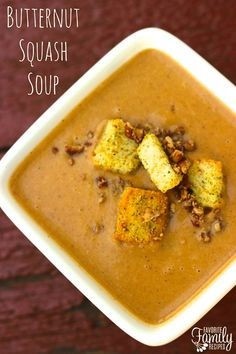 Butternut
Squash
Soup
FAVORITE
Family
RECIPES